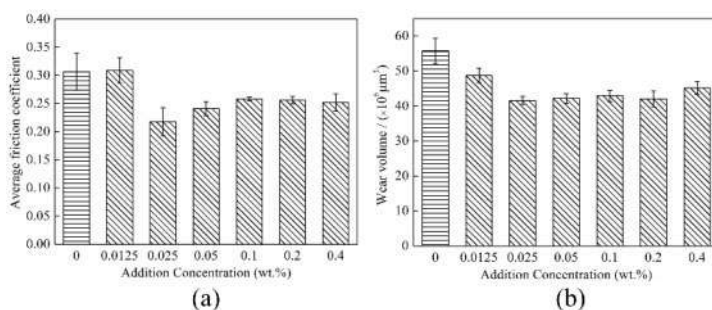 0.40
0.35
0.30
0.25
0.20
0.15
0.10
0.05
0.00
Average friction coefficient
0 0.0125 0.025 0.05 0.1 0.2 0.4
Addition Concentration (wt.%)
(a)
60
50
40
30
20
10
0
Wear volume / (×10⁶ μm³)
0 0.0125 0.025 0.05 0.1 0.2 0.4
Addition Concentration (wt.%)
(b)